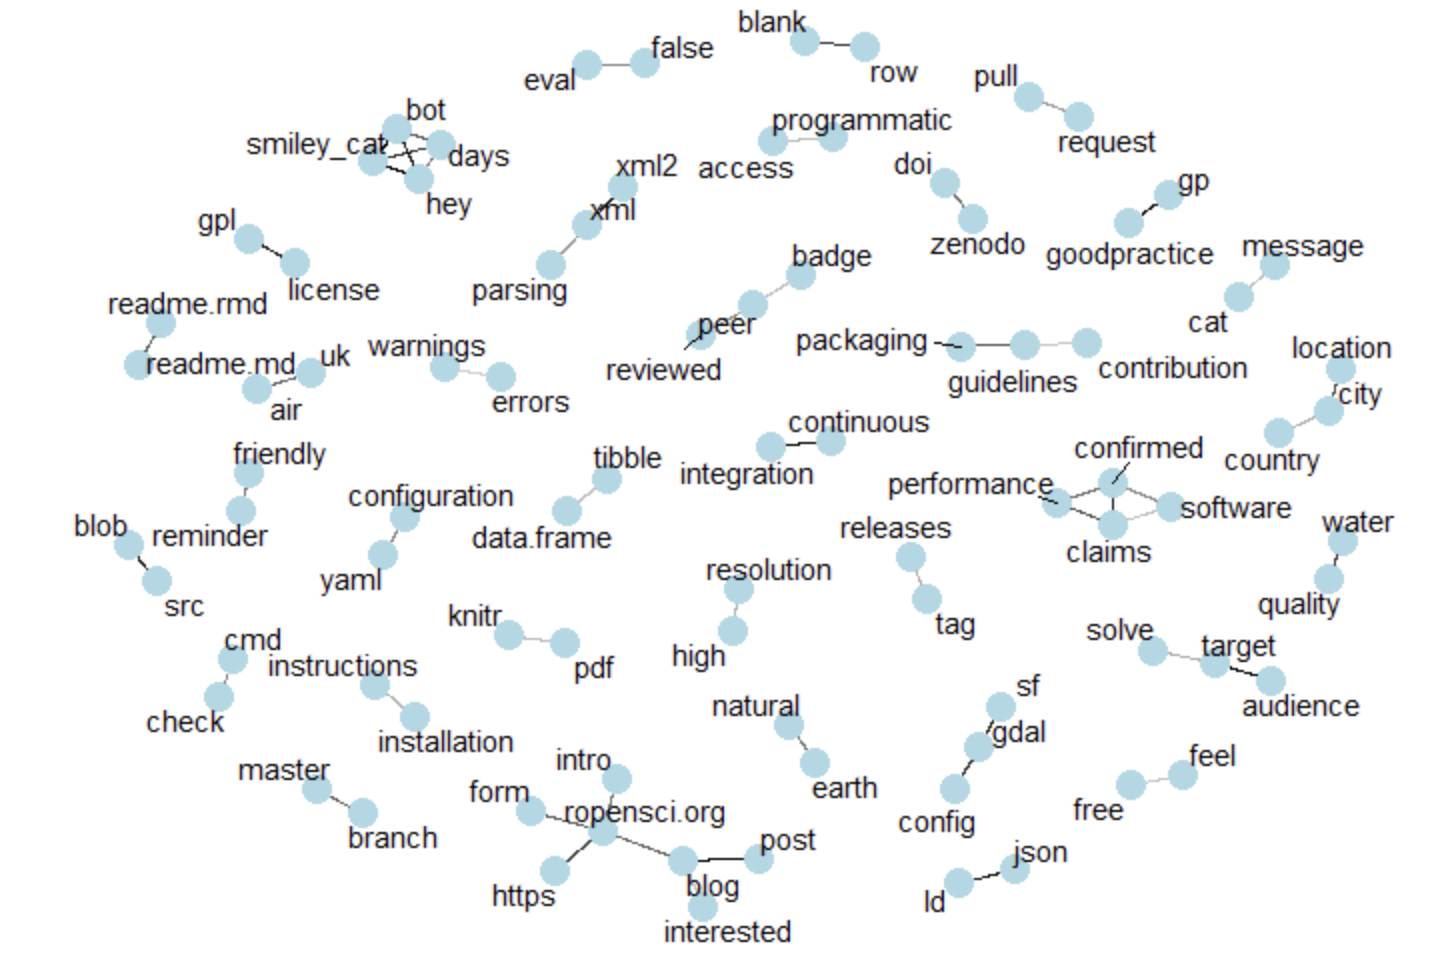 blank
false
eval
row
pull
bot
programmatic
request
smiley_cat
days
access
xml2
doi
gp
hey
xml
gpl
zenodo
goodpractice
message
badge
license
parsing
readme.rmd
cat
peer
packaging
location
warnings
uk
readme.md
reviewed
contribution
guidelines
city
air
errors
continuous
confirmed
friendly
tibble
country
integration
performance
configuration
software
blob
releases
water
reminder
data.frame
claims
resolution
yaml
src
quality
knitr
tag
solve
cmd
target
high
instructions
pdf
sf
natural
audience
check
gdal
installation
intro
feel
master
form
earth
free
ropensci.org
config
branch
post
json
blog
https
ld
interested